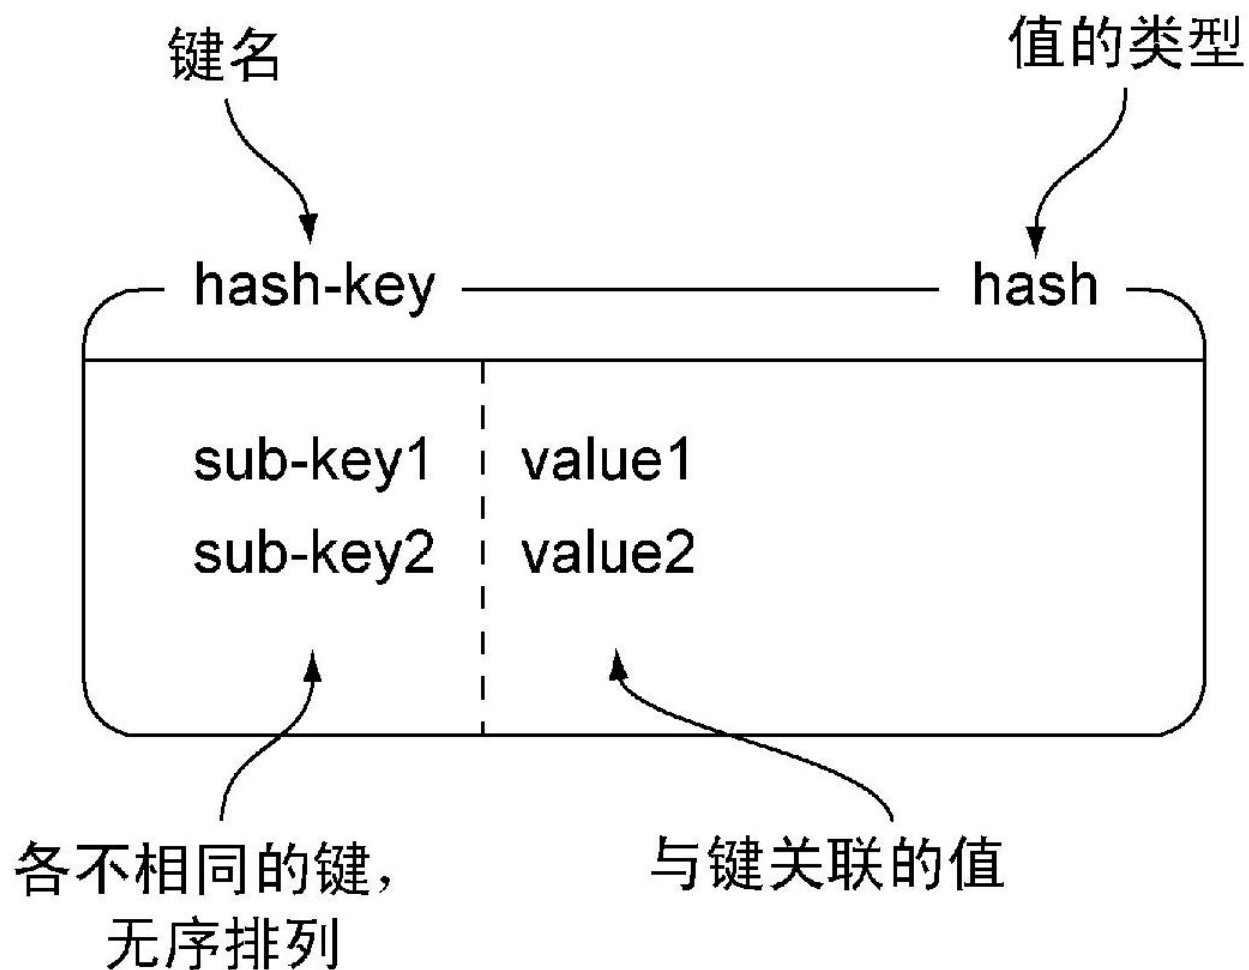 键名
值的类型
hash-key
hash
sub-key1
value1
sub-key2
value2
各不相同的键，
无序排列
与键关联的值